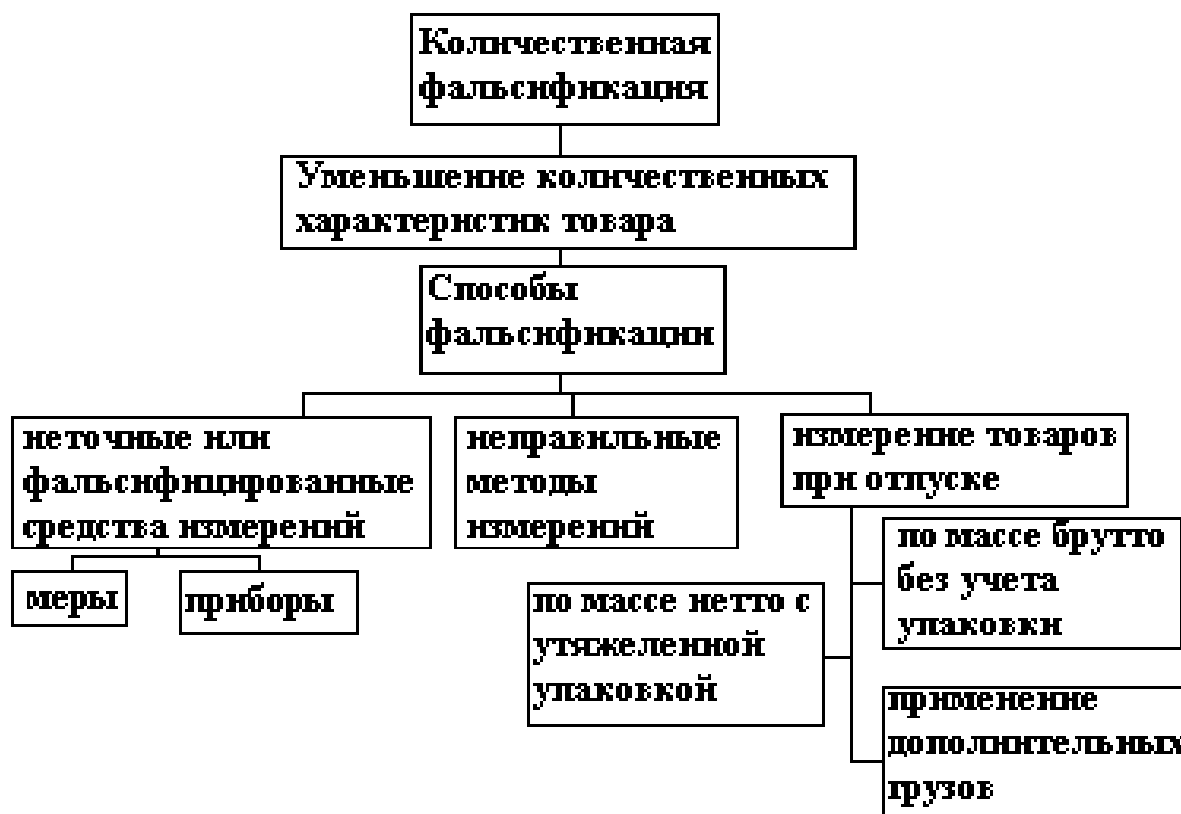 Количественная
фальсификация
Уменьшение количественных
характеристик товара
Способы
фальсификации
неточные или
фальсифицированные
средства измерений
неправильные
методы
измерений
измерение товаров
при отпуске
меры
приборы
по массе нетто с
утяжеленной
упаковкой
по массе брутто
без учета
упаковки
применение
дополнительных
грузов